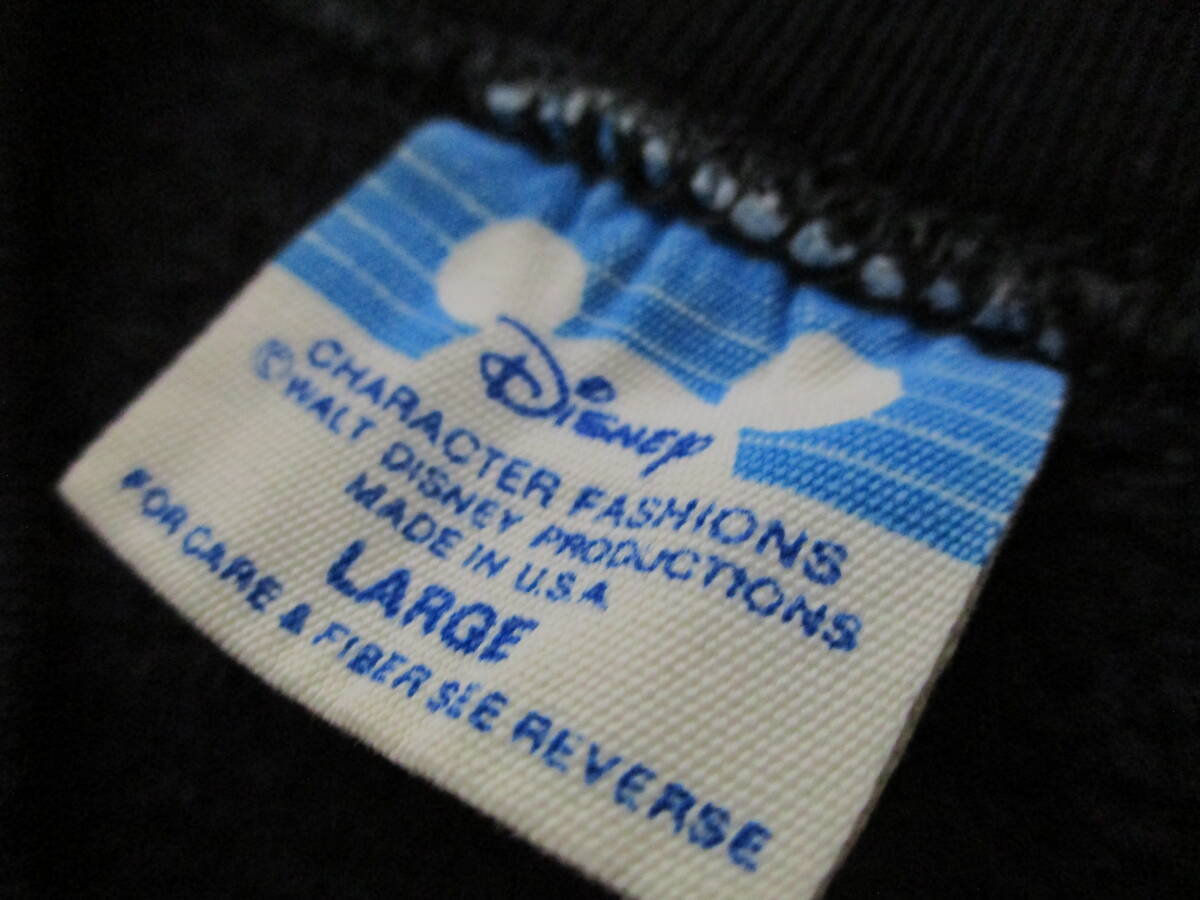 Disney
CHARACTER FASHIONS
©WALT DISNEY PRODUCTIONS
MADE IN U.S.A.
LARGE
FOR CARE & FIBER SEE REVERSE